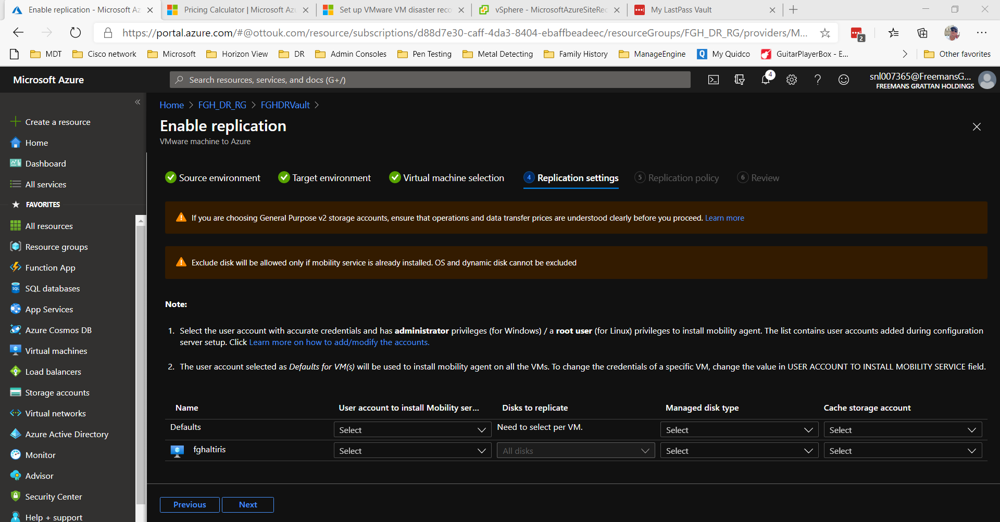 Enable replication - Microsoft Az
Pricing Calculator | Microsoft Azu
Set up VMware VM disaster reco
vSphere - MicrosoftAzureSiteRec
My LastPass Vault
https://portal.azure.com/#@ottouk.com/resource/subscriptions/d88d7e30-caff-4da3-8404-ebaffbeadeec/resourceGroups/FGH_DR_RG/providers/M...
2
MDT
Cisco network
Microsoft
Horizon View
DR
Admin Consoles
Pen Testing
Metal Detecting
Family History
ManageEngine
My Quidco
GuitarPlayerBox - E...
Other favorites
Microsoft Azure
Search resources, services, and docs (G+/)
4
snl007365@FreemansG...
FREEMANS GRATTAN HOLDINGS
Create a resource
Home
Dashboard
All services
FAVORITES
All resources
Resource groups
Function App
SQL databases
App Services
Azure Cosmos DB
Virtual machines
Load balancers
Storage accounts
Virtual networks
Azure Active Directory
Monitor
Advisor
Security Center
Help + support
Home > FGH_DR_RG > FGHDRVault >
Enable replication
VMware machine to Azure
Source environment
Target environment
Virtual machine selection
4 Replication settings
5 Replication policy
6 Review
If you are choosing General Purpose v2 storage accounts, ensure that operations and data transfer prices are understood clearly before you proceed. Learn more
Exclude disk will be allowed only if mobility service is already installed. OS and dynamic disk cannot be excluded
Note:
1. Select the user account with accurate credentials and has administrator privileges (for Windows) / a root user (for Linux) privileges to install mobility agent. The list contains user accounts added during configuration
server setup. Click Learn more on how to add/modify the accounts.
2. The user account selected as Defaults for VM(s) will be used to install mobility agent on all the VMs. To change the credentials of a specific VM, change the value in USER ACCOUNT TO INSTALL MOBILITY SERVICE field.
Name
User account to install Mobility ser...
Disks to replicate
Managed disk type
Cache storage account
Defaults
Select
Need to select per VM.
Select
Select
fghaltiris
Select
All disks
Select
Select
Previous
Next